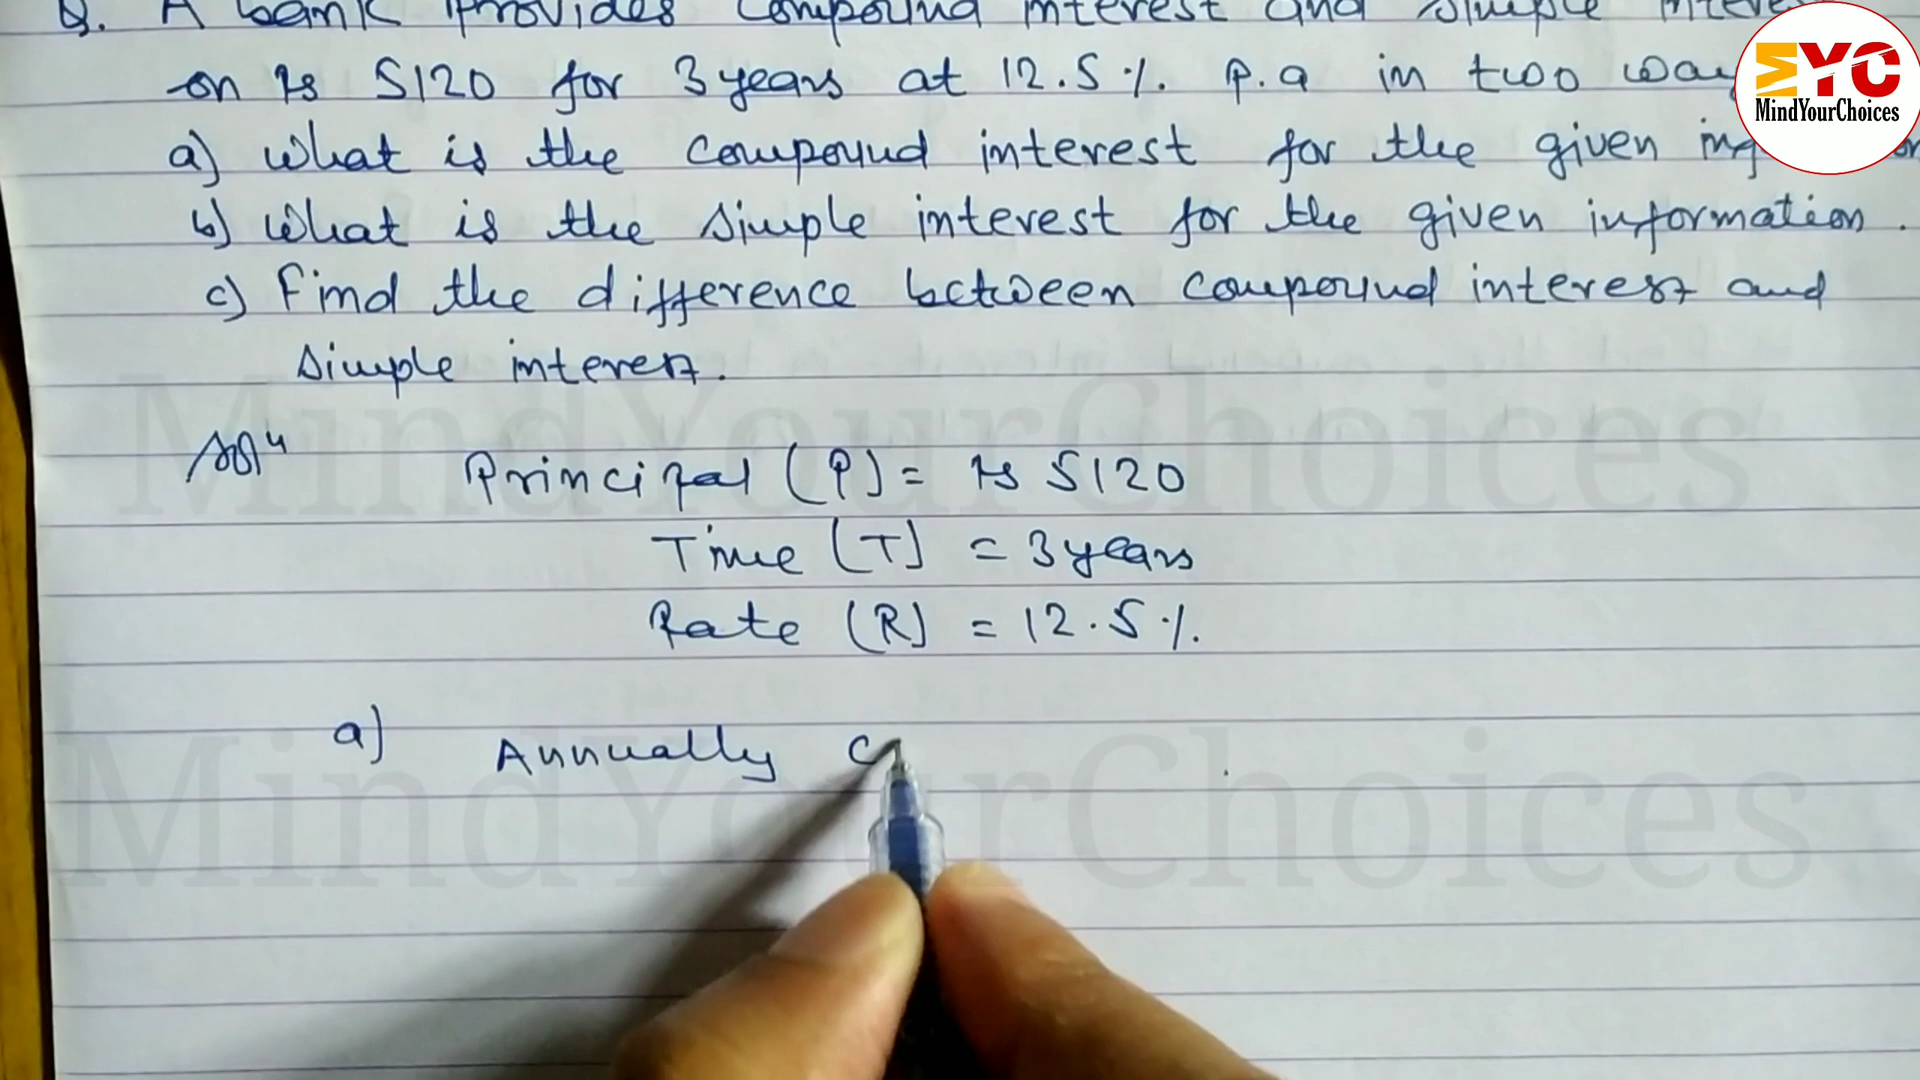 Q. A bank provides compound interest and simple
on Rs 5120 for 3 years at 12.5 %. p.a in two
a) What is the compound interest for the given
b) What is the simple interest for the given information.
c) Find the difference between compound interest and
simple interest.
Solⁿ
Principal (P) = Rs 5120
Time (T) = 3 years
Rate (R) = 12.5 %.
a) Annually C
MYC
MindYourChoices
MindYourChoices
MindYourChoices